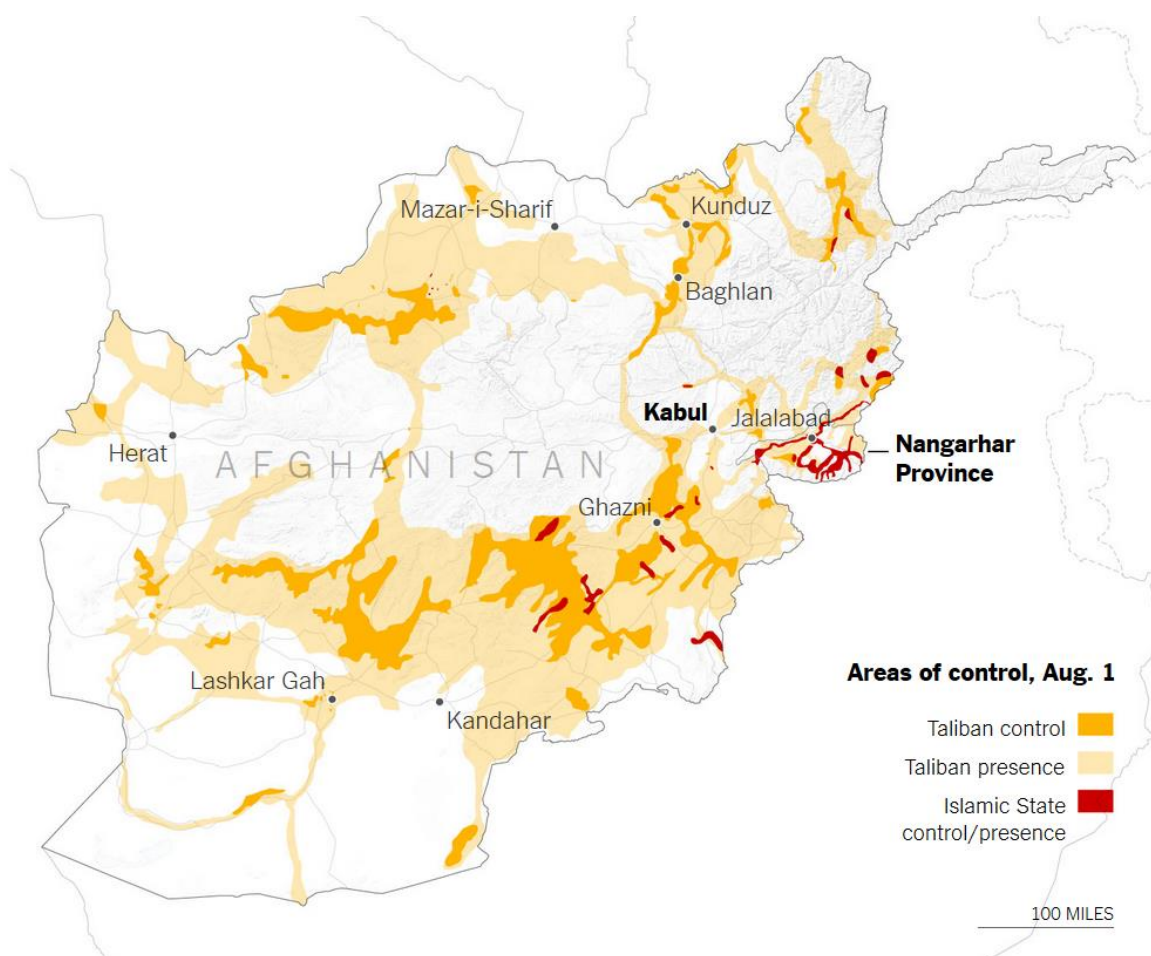 Mazar-i-Sharif
Kunduz
Baghlan
Kabul
Jalalabad
Herat
AFGHANISTAN
Nangarhar
Province
Ghazni
Lashkar Gah
Kandahar
Areas of control, Aug. 1
Taliban control
Taliban presence
Islamic State
control/presence
100 MILES